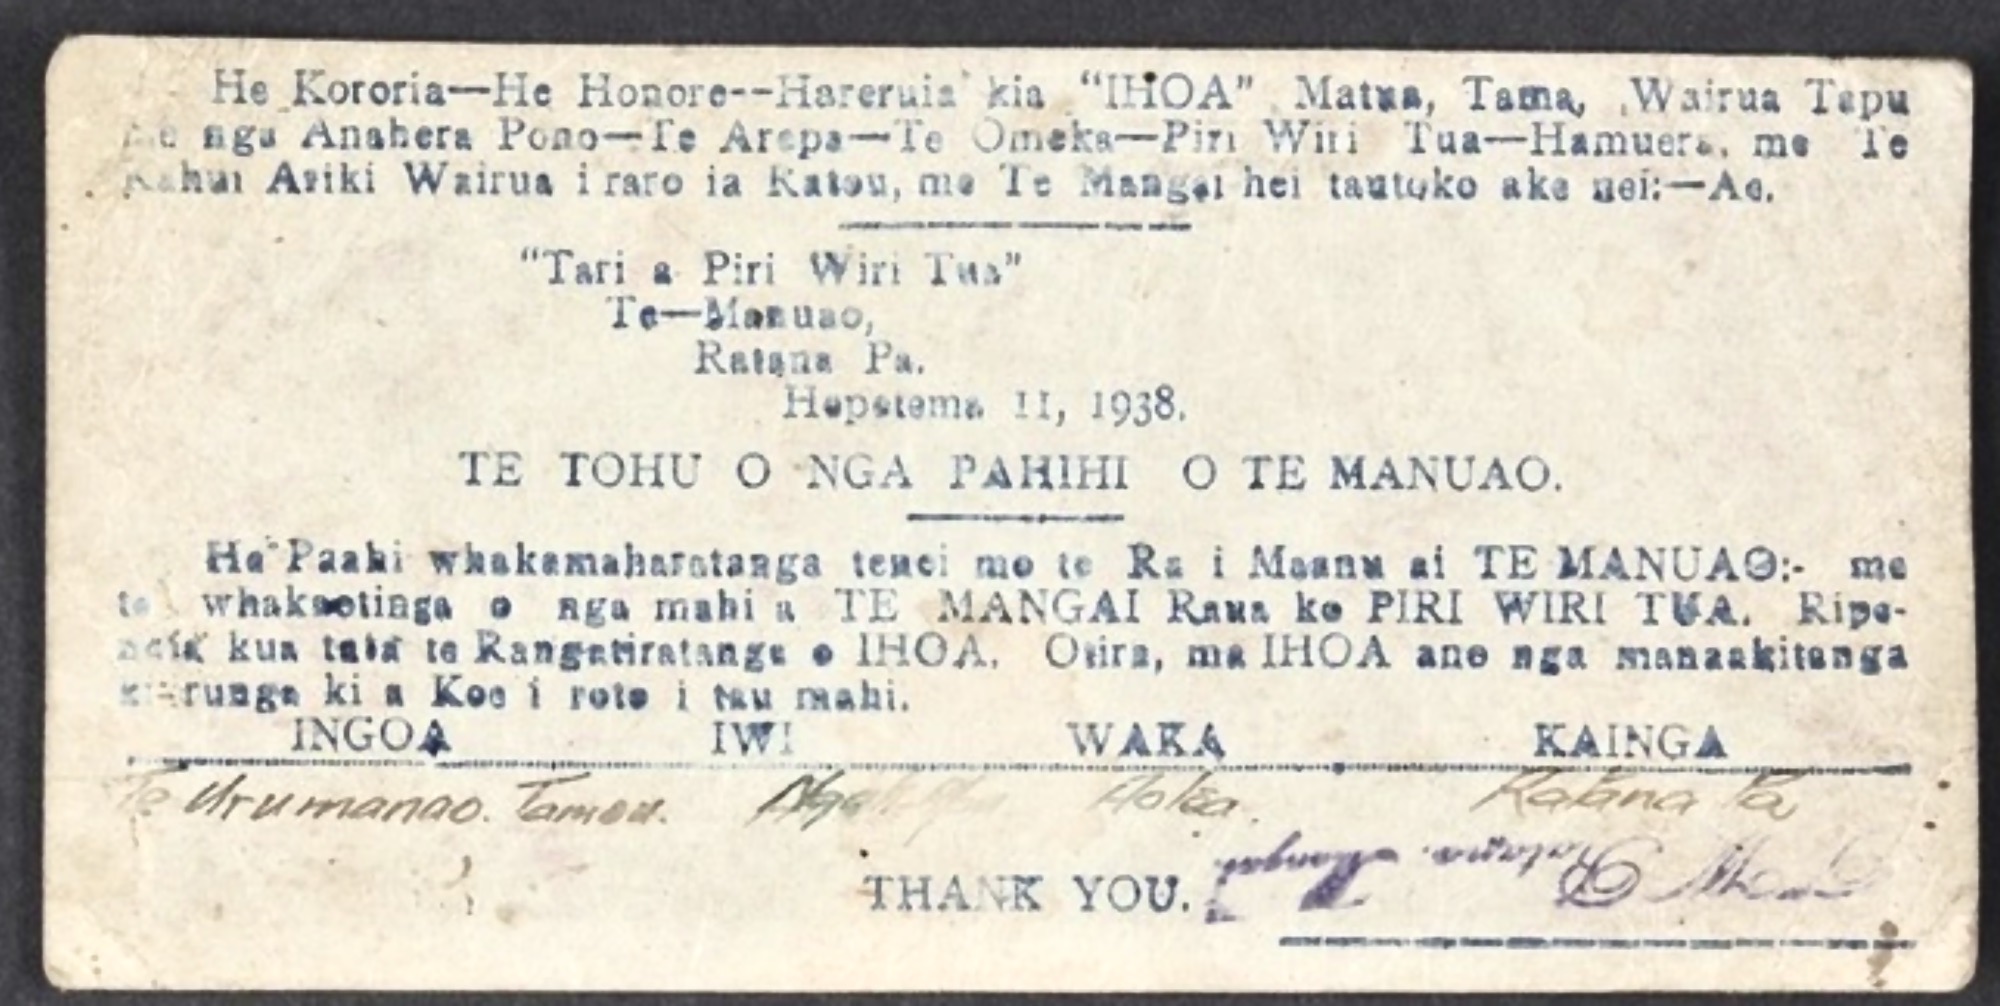 He Kororia—He Honore--Hareruia kia "IHOA" Matua, Tama, Wairua Tapu
me nga Anahera Pono—Te Arepa—Te Omeka—Piri Wiri Tua—Hamuera, me Te
Kahui Ariki Wairua i raro ia Ratou, me Te Mangai hei tautoko ake nei:—Ae.
"Tari a Piri Wiri Tua"
Te—Manuao,
Ratana Pa.
Hepetema 11, 1938.
TE TOHU O NGA PAHIHI O TE MANUAO.
He Paahi whakamaharatanga tenei mo te Ra i Maanu ai TE MANUAO:- me
te whakaotinga o nga mahi a TE MANGAI Raua ko PIRI WIRI TUA. Ripe-
neta kua tata te Rangatiratanga o IHOA. Otira, ma IHOA ano nga manaakitanga
ki runga ki a Koe i roto i tau mahi.
INGOA IWI WAKA KAINGA
Te Urumanao. Tamou. Aotea. Ratana Pa
Ratana. Mangai.
THANK YOU.